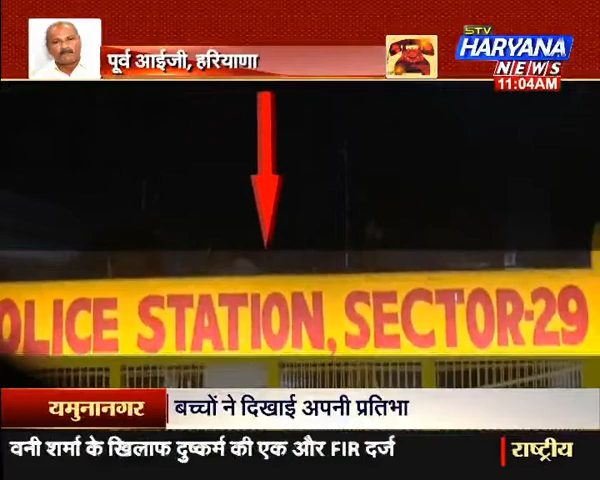 पूर्व आईजी, हरियाणा
STV
HARYANA
NEWS
11:04AM
OLICE STATION, SECTOR-29
यमुनानगर
बच्चों ने दिखाई अपनी प्रतिभा
वनी शर्मा के खिलाफ दुष्कर्म की एक और FIR दर्ज
राष्ट्रीय